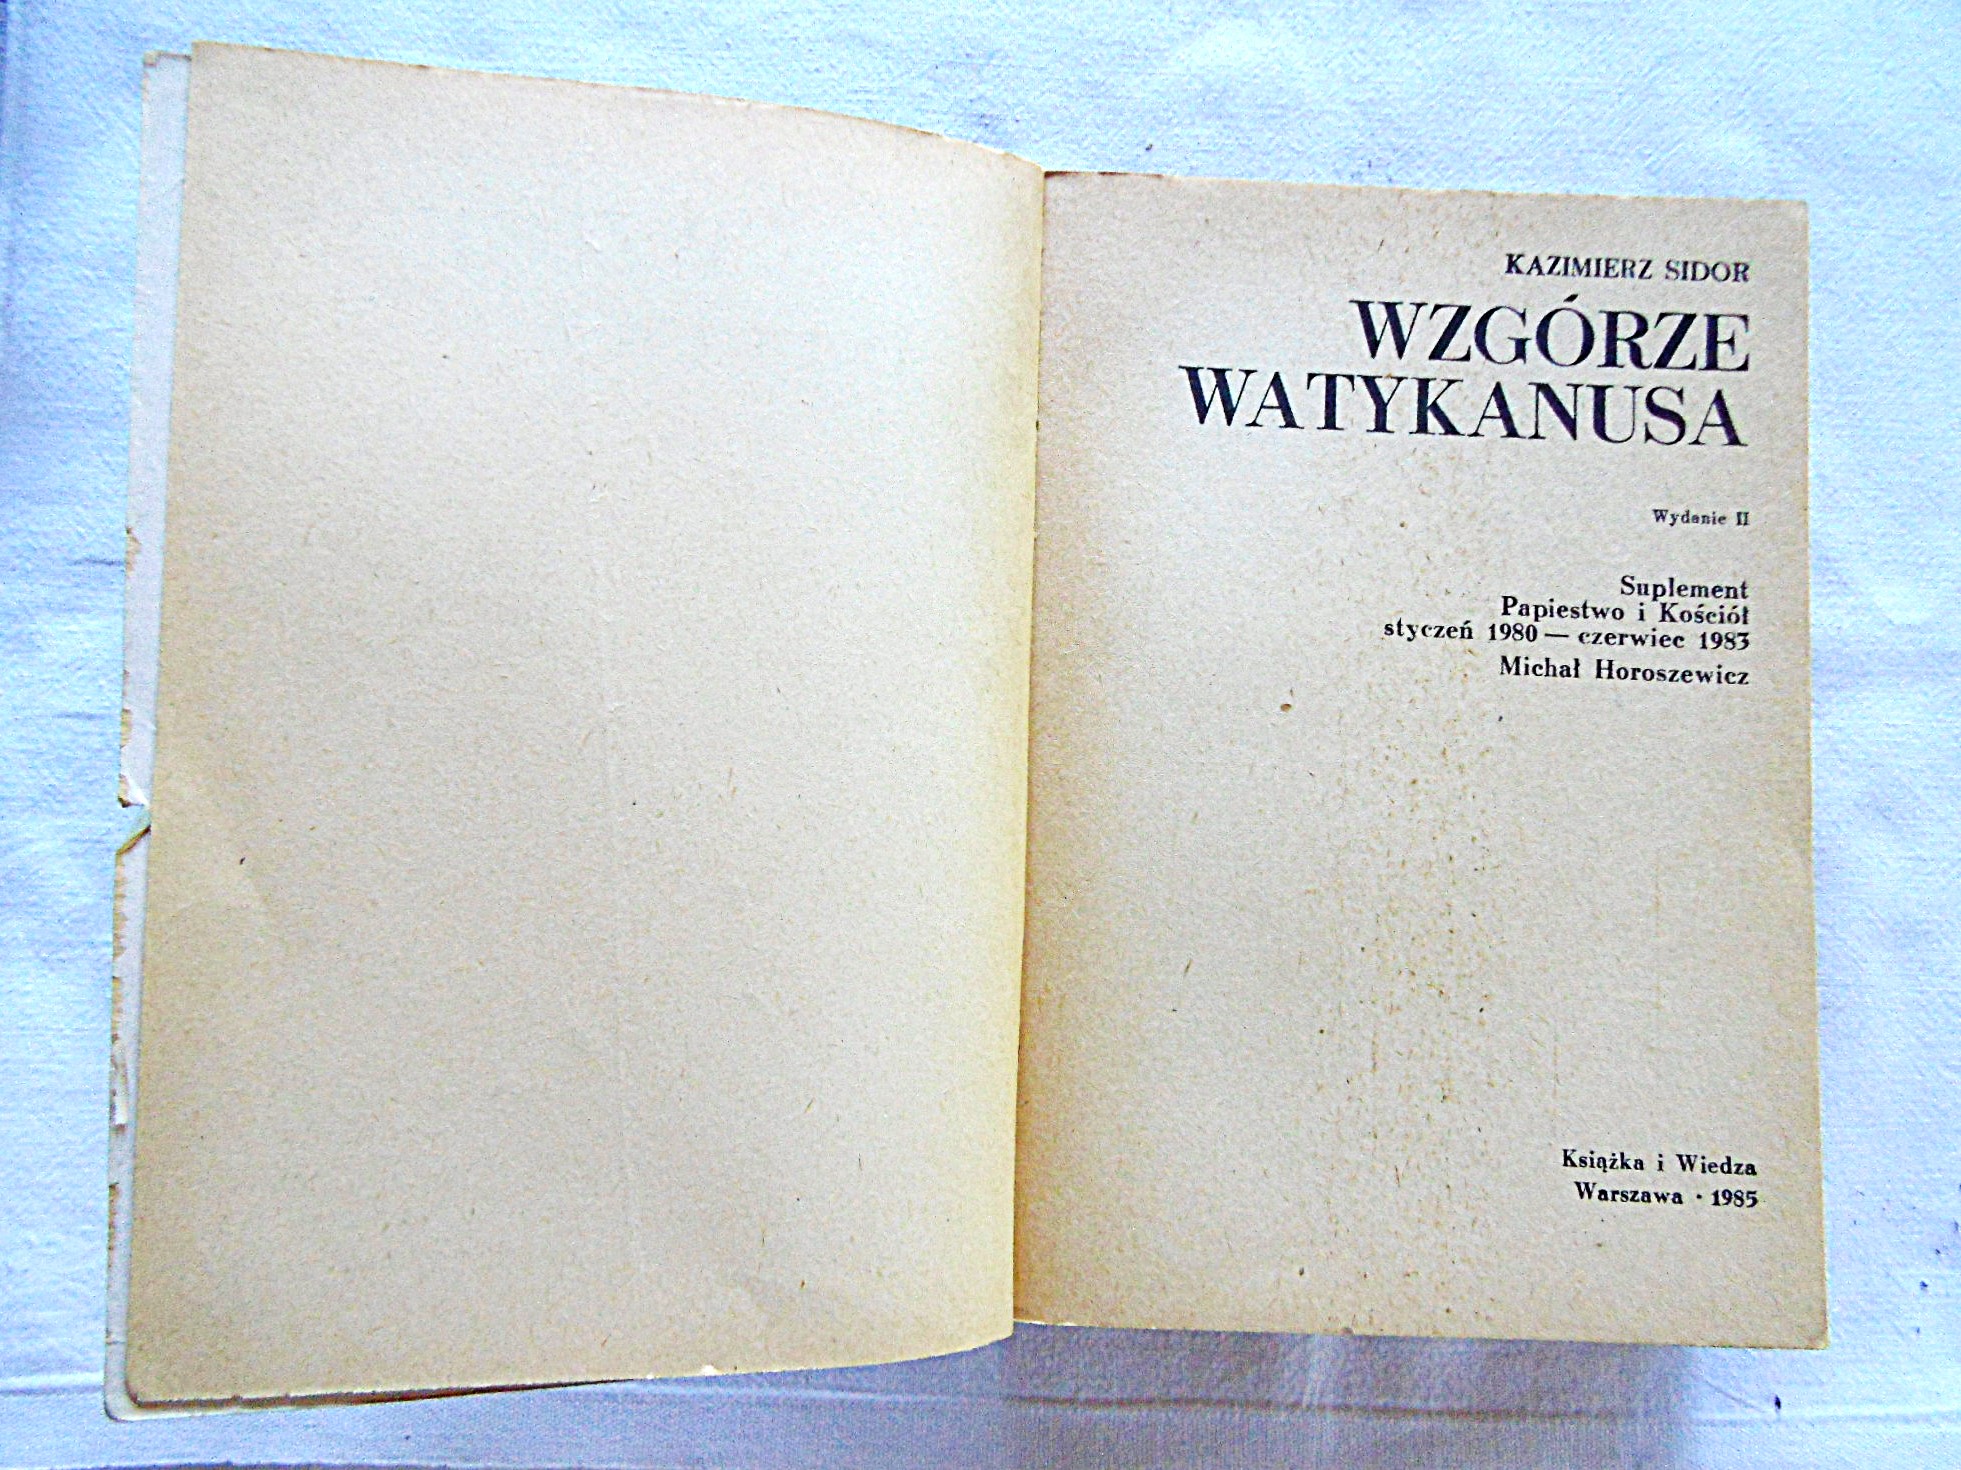 KAZIMIERZ SIDOR
WZGÓRZE
WATYKANUSA
Wydanie II
Suplement
Papiestwo i Kościół
styczeń 1980 — czerwiec 1983
Michał Horoszewicz
Książka i Wiedza
Warszawa • 1985